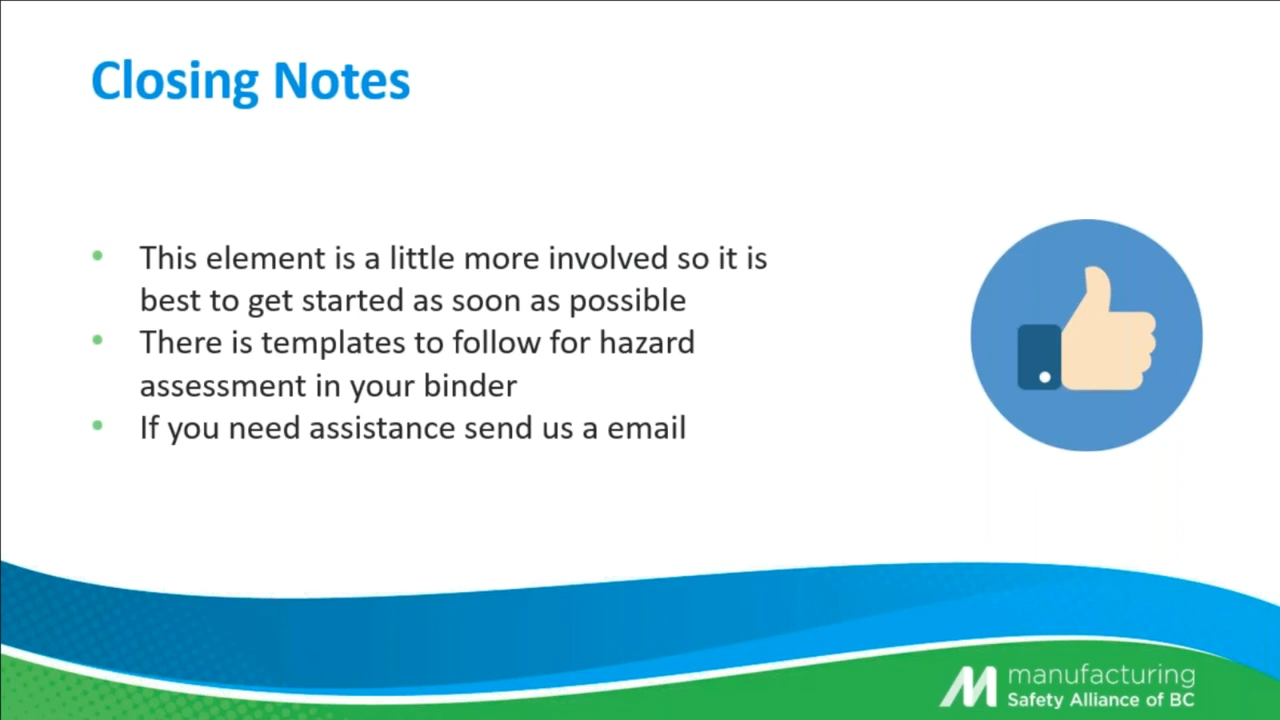 Closing Notes
• This element is a little more involved so it is
best to get started as soon as possible
• There is templates to follow for hazard
assessment in your binder
• If you need assistance send us a email
manufacturing
Safety Alliance of BC